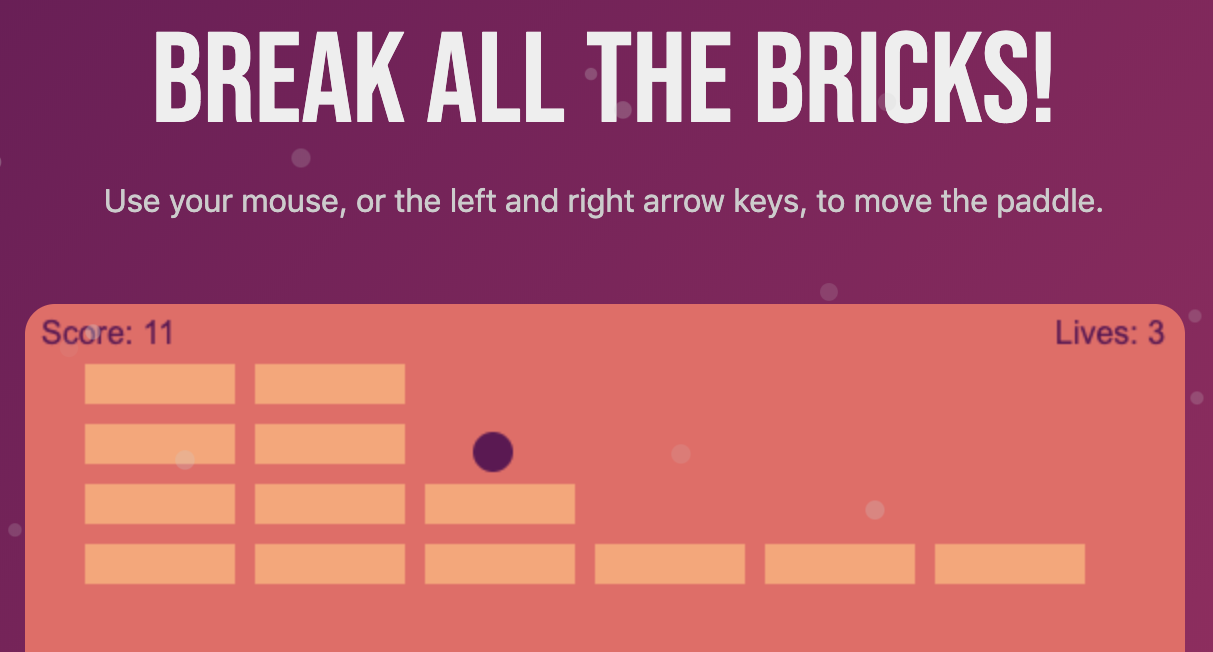 BREAK ALL THE BRICKS!
Use your mouse, or the left and right arrow keys, to move the paddle.
Score: 11
Lives: 3